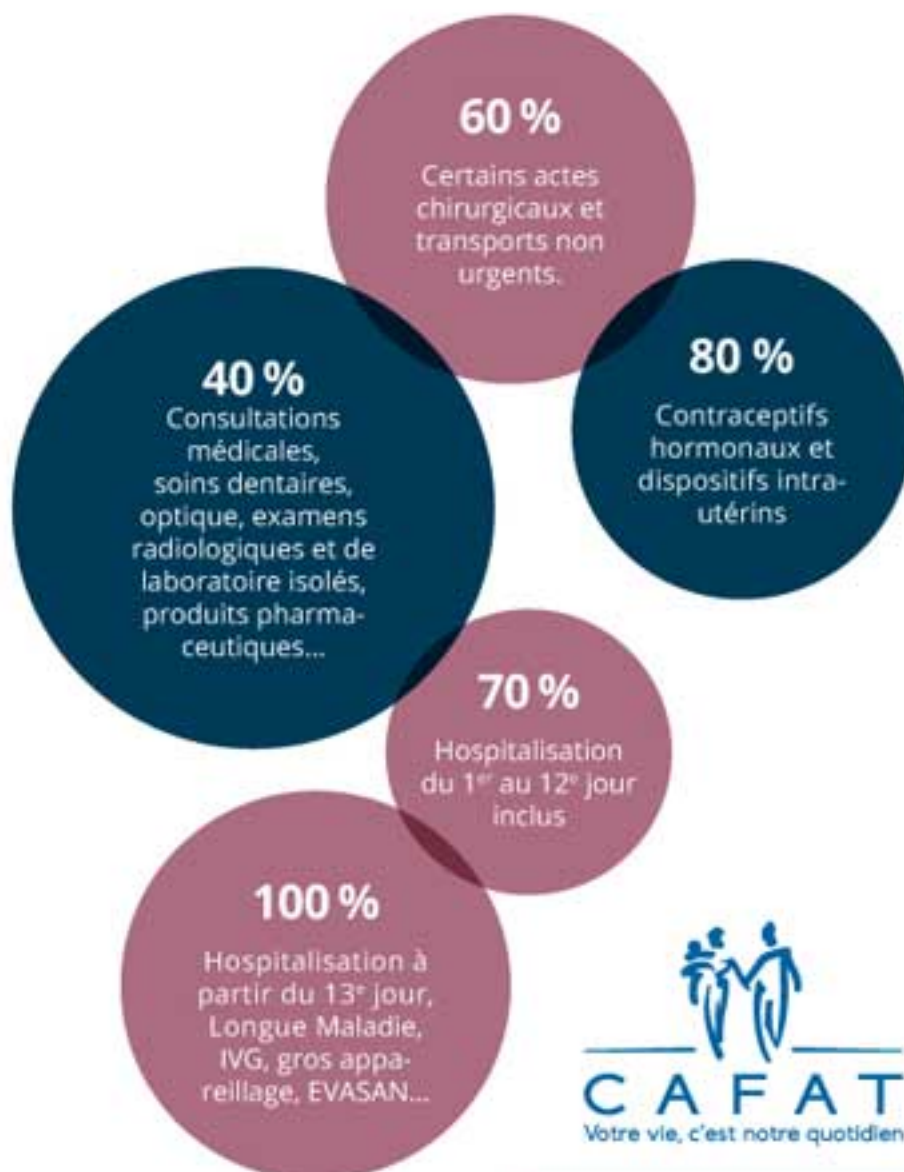 60 %
Certains actes
chirurgicaux et
transports non
urgents.
40 %
Consultations
médicales,
soins dentaires,
optique, examens
radiologiques et de
laboratoire isolés,
produits pharma-
ceutiques...
80 %
Contraceptifs
hormonaux et
dispositifs intra-
utérins
70 %
Hospitalisation
du 1er au 12e jour
inclus
100 %
Hospitalisation à
partir du 13e jour,
Longue Maladie,
IVG, gros appa-
reillage, EVASAN...
CAFAT
Votre vie, c'est notre quotidien